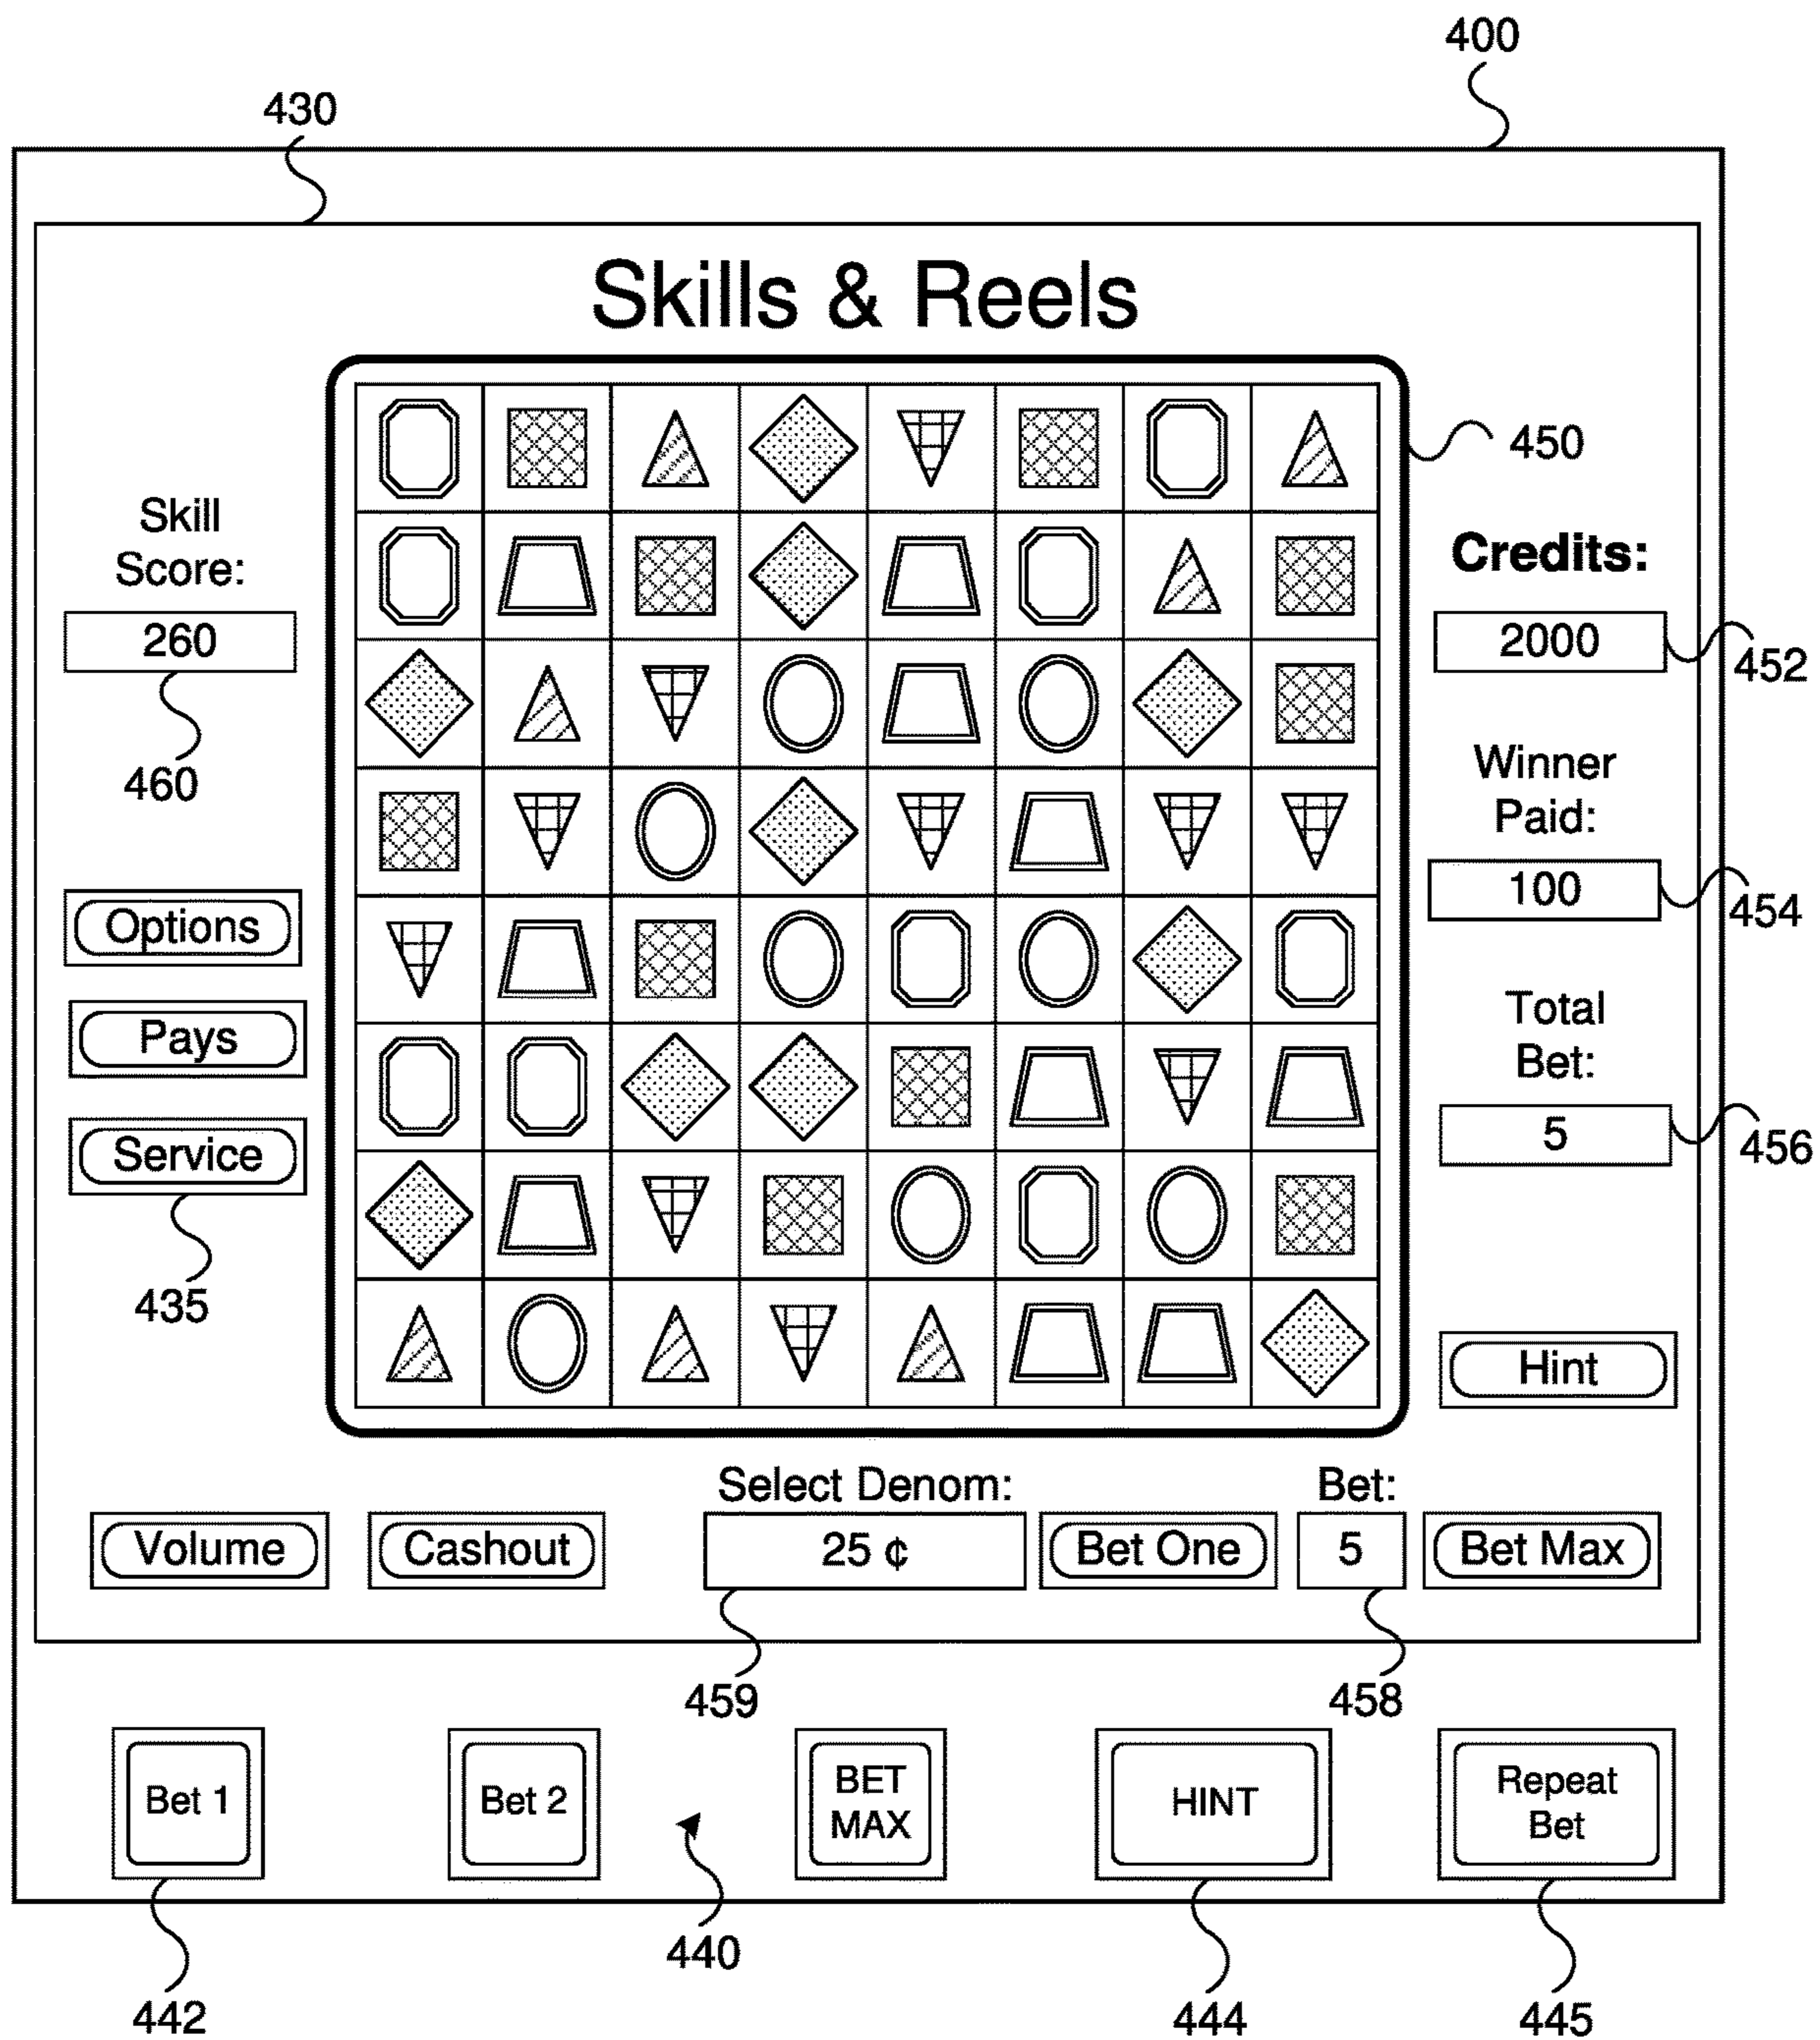 400
430
Skills & Reels
450
Skill
Score:
260
460
Credits:
2000
452
Winner
Paid:
100
454
Options
Pays
Service
435
Total
Bet:
5
456
Hint
Select Denom:
Bet:
Volume
Cashout
25 ¢
Bet One
5
Bet Max
459
458
Bet 1
Bet 2
BET
MAX
HINT
Repeat
Bet
440
442
444
445